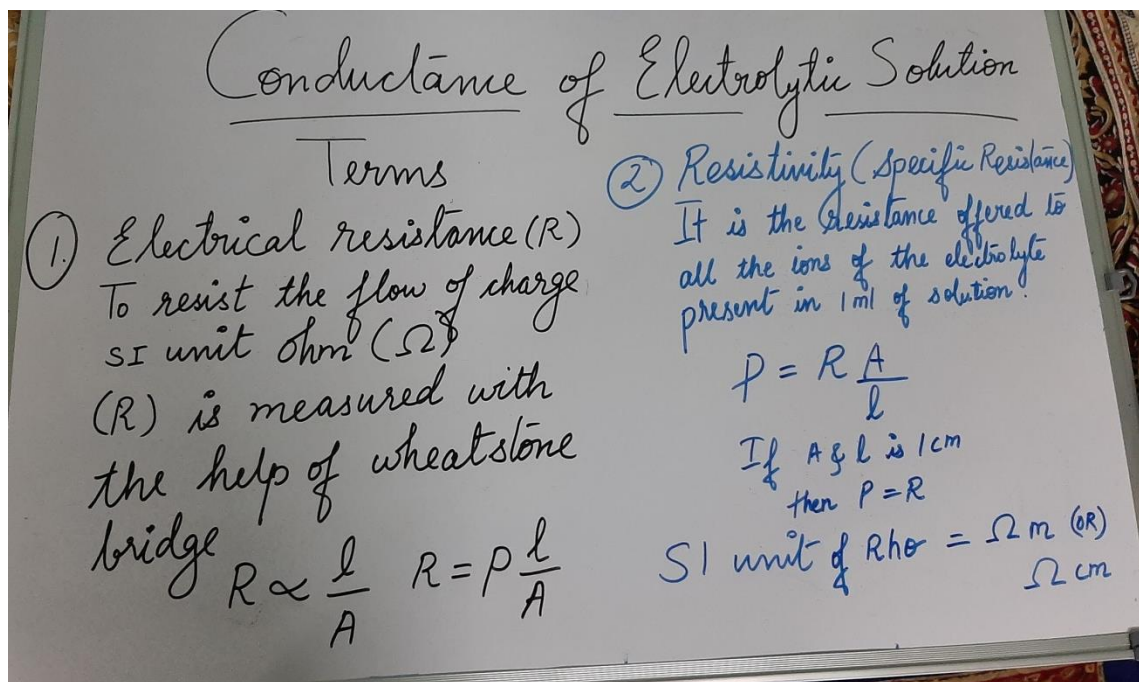 Conductance of Electrolytic Solution
Terms
1. Electrical resistance (R)
To resist the flow of charge
SI unit ohm (Ω)
(R) is measured with
the help of wheatstone
bridge
R ∝ l/A R = ρ l/A
2 Resistivity (Specific Resistance)
It is the resistance offered to
all the ions of the electrolyte
present in 1ml of solution.
ρ = R A/l
If A & l is 1cm
then ρ = R
SI unit of Rho = Ω m (OR)
Ω cm